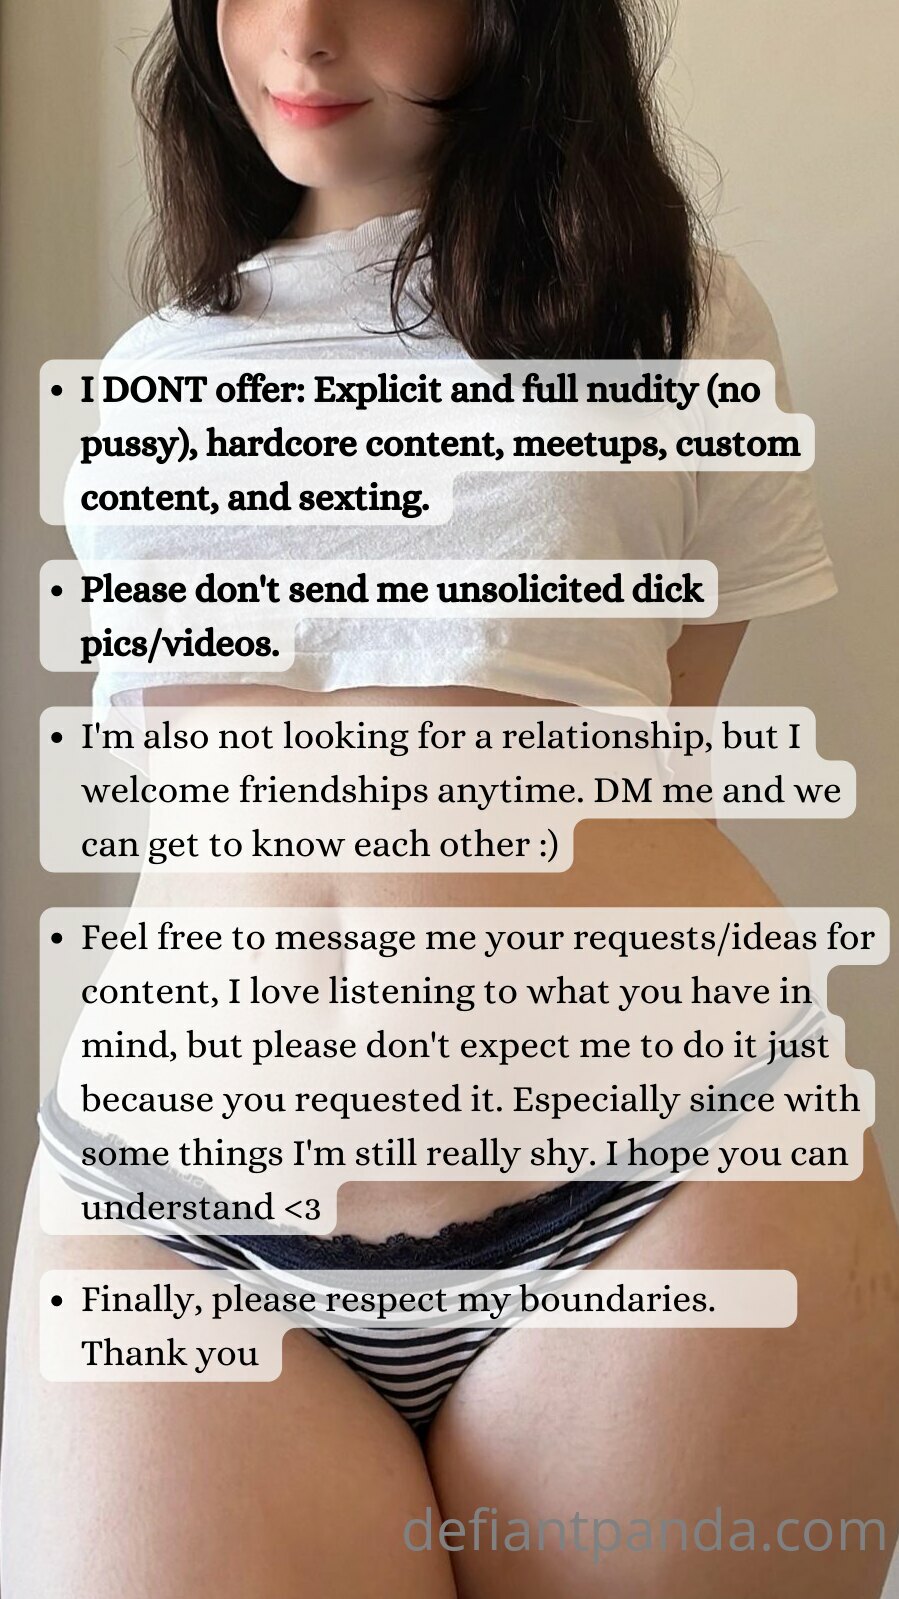 • I DONT offer: Explicit and full nudity (no
pussy), hardcore content, meetups, custom
content, and sexting.
• Please don't send me unsolicited dick
pics/videos.
• I'm also not looking for a relationship, but I
welcome friendships anytime. DM me and we
can get to know each other :)
• Feel free to message me your requests/ideas for
content, I love listening to what you have in
mind, but please don't expect me to do it just
because you requested it. Especially since with
some things I'm still really shy. I hope you can
understand <3
• Finally, please respect my boundaries.
Thank you
defiantpanda.com